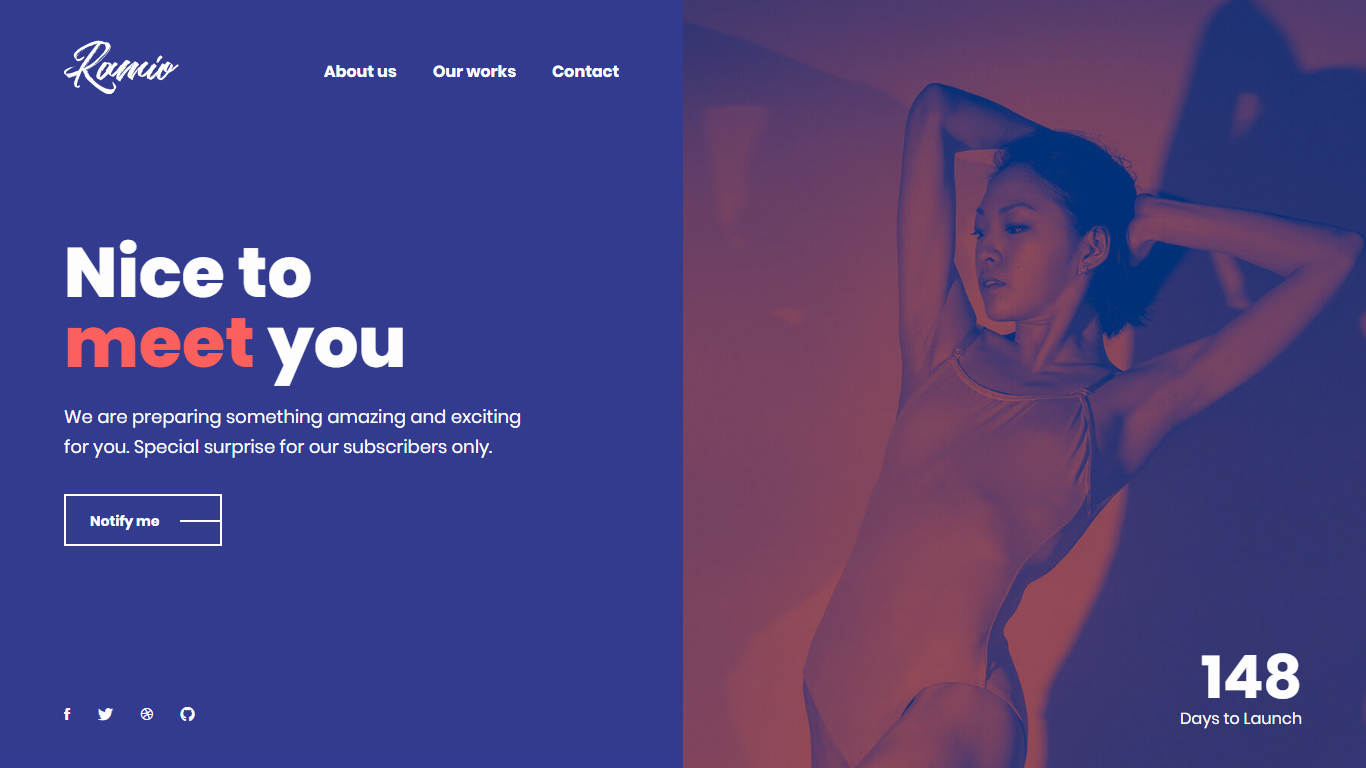 Ramio
About us Our works Contact
Nice to
meet you
We are preparing something amazing and exciting
for you. Special surprise for our subscribers only.
Notify me
148
Days to Launch